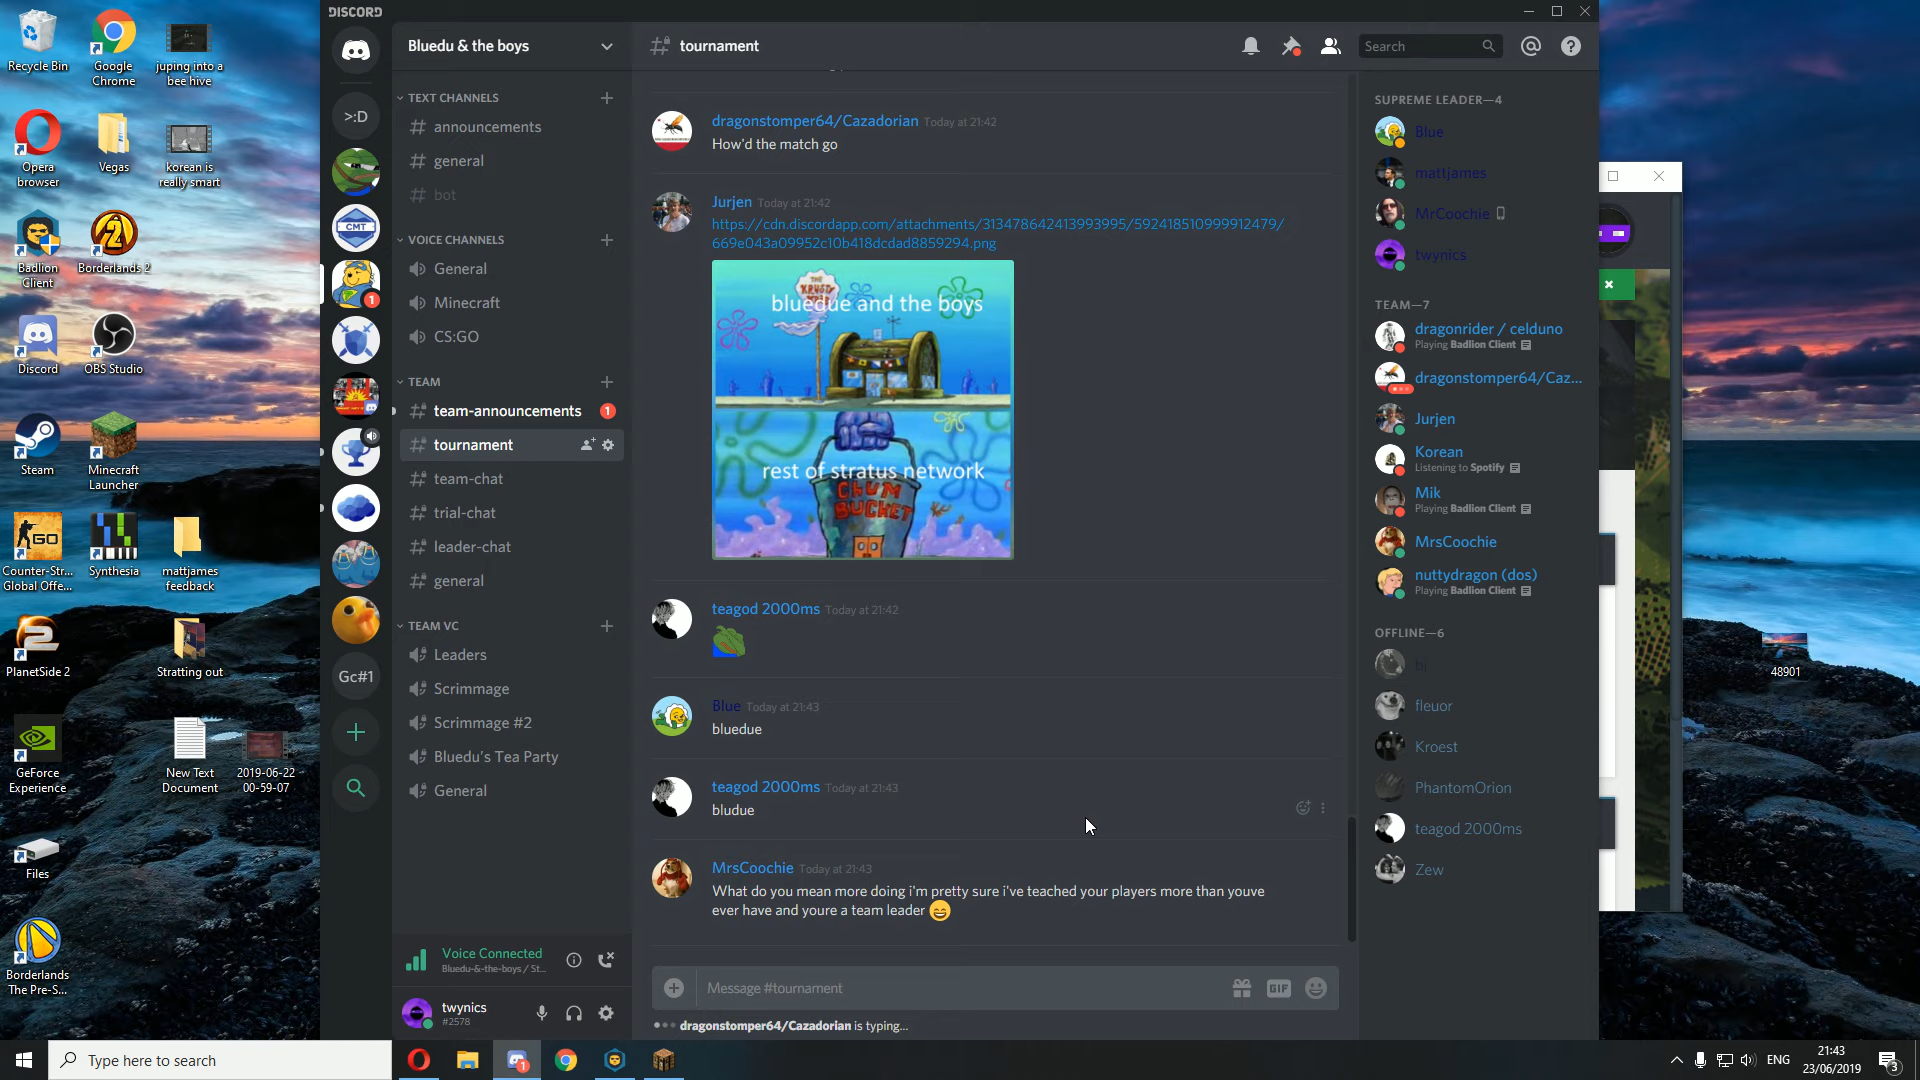 Recycle Bin
Google
Chrome
juping into a
bee hive
Opera
browser
Vegas
korean is
really smart
Badlion
Client
Borderlands 2
Discord
OBS Studio
Steam
Minecraft
Launcher
Counter-Str...
Global Offe...
Synthesia
mattjames
feedback
PlanetSide 2
Stratting out
GeForce
Experience
New Text
Document
2019-06-22
00-59-07
Files
Borderlands
The Pre-S...
DISCORD
>:D
CMT
1
Gc#1
Bluedu & the boys
TEXT CHANNELS
announcements
general
bot
VOICE CHANNELS
General
Minecraft
CS:GO
TEAM
team-announcements 1
tournament
team-chat
trial-chat
leader-chat
general
TEAM VC
Leaders
Scrimmage
Scrimmage #2
Bluedu's Tea Party
General
Voice Connected
Bluedu-&-the-boys / St...
twynics
#2578
tournament
Search
dragonstomper64/Cazadorian Today at 21:42
How'd the match go
Jurjen Today at 21:42
https://cdn.discordapp.com/attachments/313478642413993995/592418510999912479/
669e043a09952c10b418dcdad8859294.png
THE
KRUSTY
bluedue and the boys
rest of stratus network
CHUM
BUCKET
teagod 2000ms Today at 21:42
Blue Today at 21:43
bluedue
teagod 2000ms Today at 21:43
bludue
MrsCoochie Today at 21:43
What do you mean more doing i'm pretty sure i've teached your players more than youve
ever have and youre a team leader 😄
Message #tournament
GIF
dragonstomper64/Cazadorian is typing...
SUPREME LEADER—4
Blue
mattjames
MrCoochie
twynics
TEAM—7
dragonrider / celduno
Playing Badlion Client
dragonstomper64/Caz...
Jurjen
Korean
Listening to Spotify
Mik
Playing Badlion Client
MrsCoochie
nuttydragon (dos)
Playing Badlion Client
OFFLINE—6
bj
fleuor
Kroest
PhantomOrion
teagod 2000ms
Zew
48901
Type here to search
1
ENG
21:43
23/06/2019
3